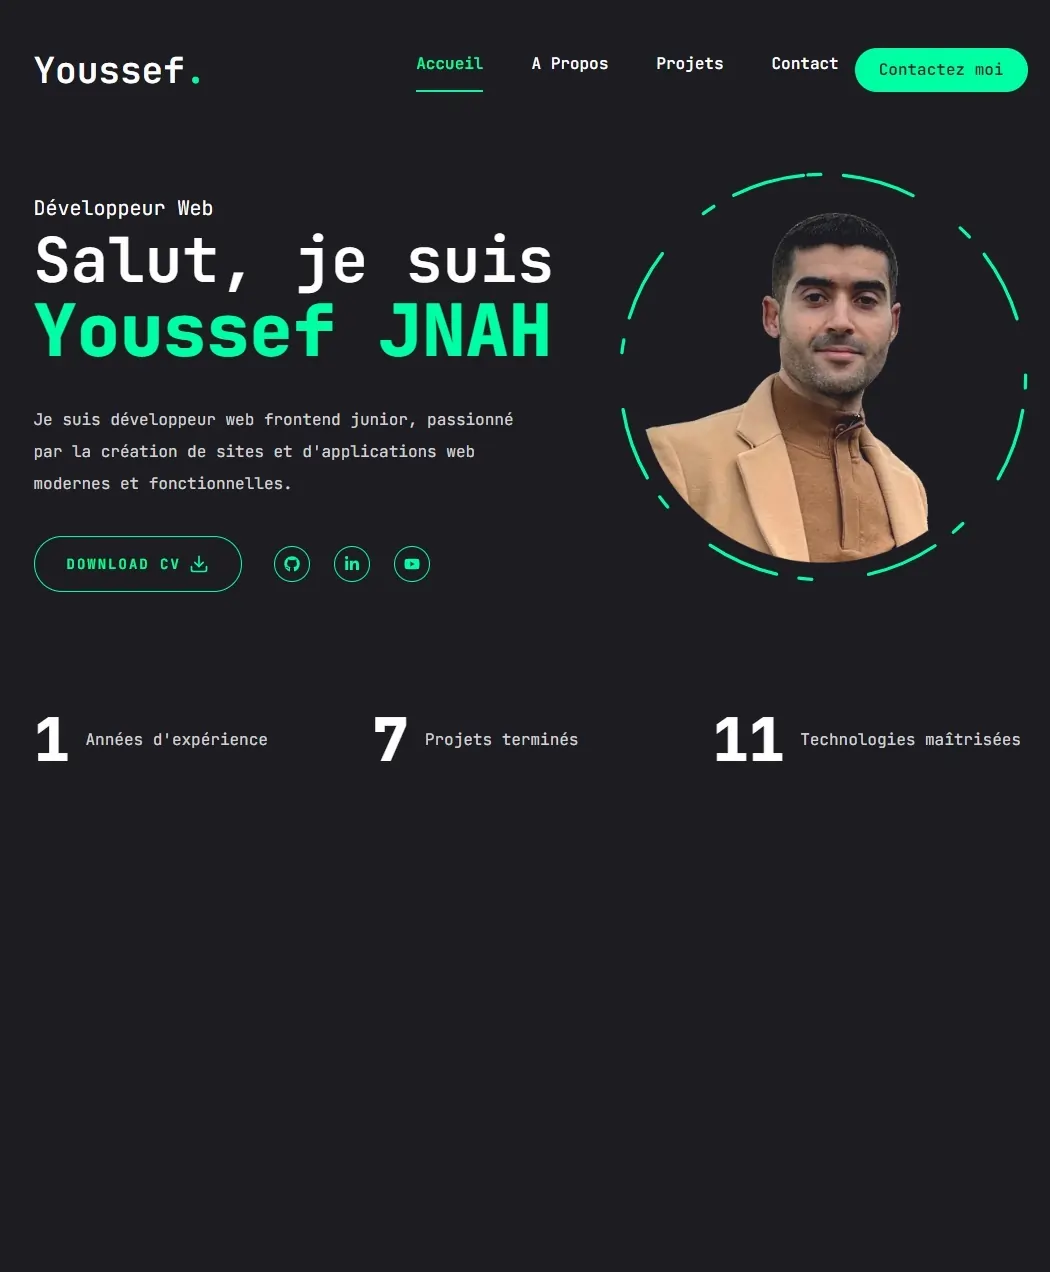 Youssef.
Accueil
A Propos
Projets
Contact
Contactez moi
Développeur Web
Salut, je suis
Youssef JNAH
Je suis développeur web frontend junior, passionné
par la création de sites et d'applications web
modernes et fonctionnelles.
DOWNLOAD CV
in
1 Années d'expérience
7 Projets terminés
11 Technologies maîtrisées